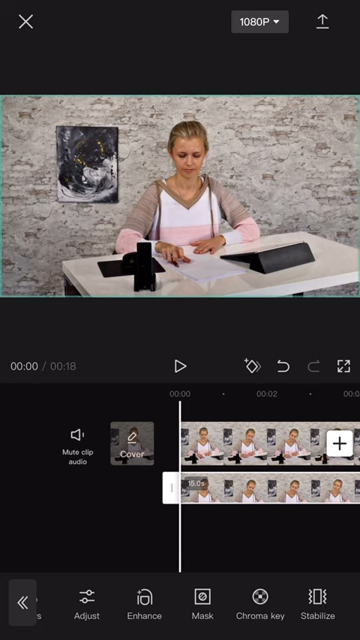 1080P
00:00 / 00:18
00:00
00:02
Mute clip
audio
Cover
15.0s
Adjust
Enhance
Mask
Chroma key
Stabilize